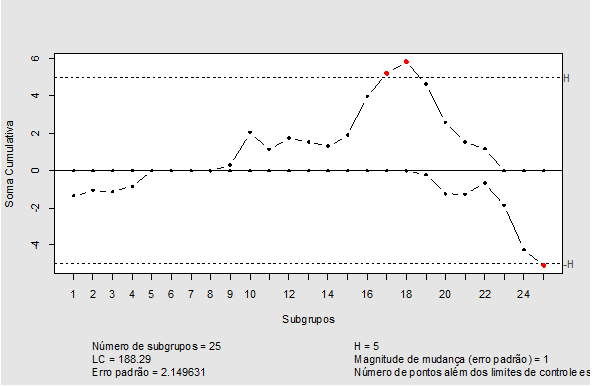 Soma Cumulativa
6
4
2
0
-2
-4
H
-H
1 2 3 4 5 6 7 8 9 10 12 14 16 18 20 22 24
Subgrupos
Número de subgrupos = 25
LC = 188.29
Erro padrão = 2.149631
H = 5
Magnitude de mudança (erro padrão) = 1
Número de pontos além dos limites de controle es